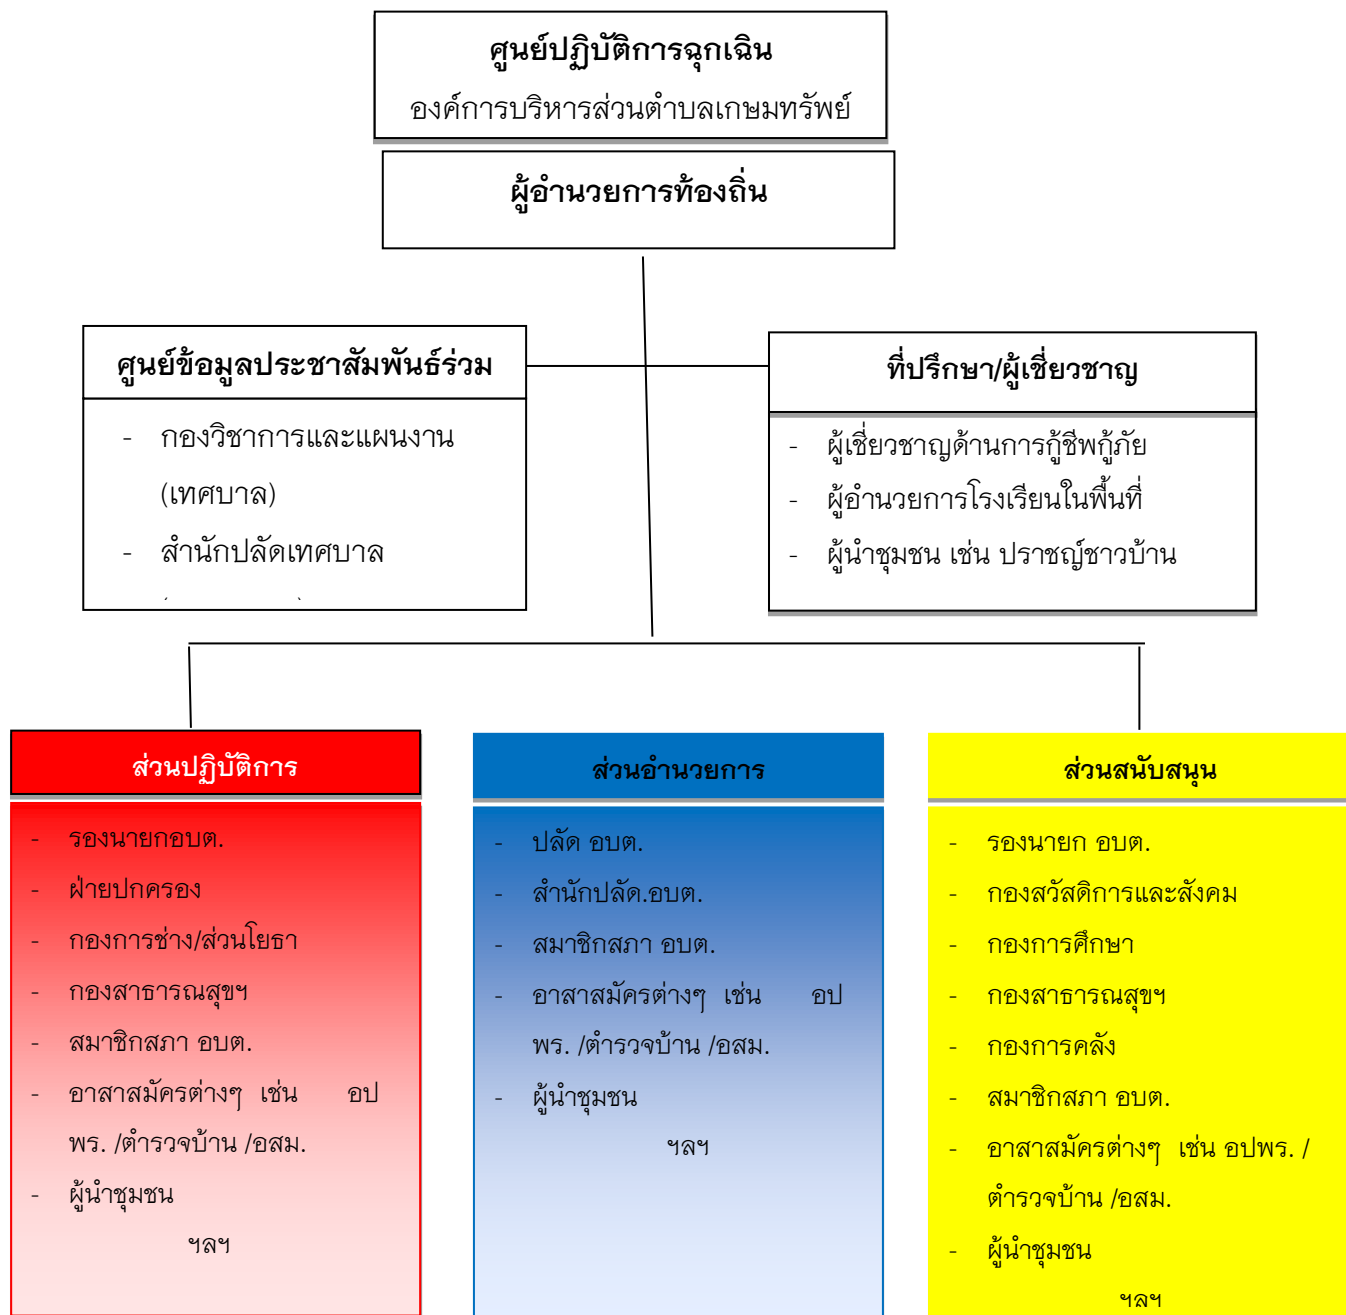 ศูนย์ปฏิบัติการฉุกเฉิน
องค์การบริหารส่วนตำบลเกษมทรัพย์
ผู้อำนวยการท้องถิ่น
ศูนย์ข้อมูลประชาสัมพันธ์ร่วม
- กองวิชาการและแผนงาน
(เทศบาล)
- สำนักปลัดเทศบาล
ที่ปรึกษา/ผู้เชี่ยวชาญ
- ผู้เชี่ยวชาญด้านการกู้ชีพกู้ภัย
- ผู้อำนวยการโรงเรียนในพื้นที่
- ผู้นำชุมชน เช่น ปราชญ์ชาวบ้าน
ส่วนปฏิบัติการ
- รองนายกอบต.
- ฝ่ายปกครอง
- กองการช่าง/ส่วนโยธา
- กองสาธารณสุขฯ
- สมาชิกสภา อบต.
- อาสาสมัครต่างๆ เช่น อป
พร. /ตำรวจบ้าน /อสม.
- ผู้นำชุมชน
ฯลฯ
ส่วนอำนวยการ
- ปลัด อบต.
- สำนักปลัด.อบต.
- สมาชิกสภา อบต.
- อาสาสมัครต่างๆ เช่น อป
พร. /ตำรวจบ้าน /อสม.
- ผู้นำชุมชน
ฯลฯ
ส่วนสนับสนุน
- รองนายก อบต.
- กองสวัสดิการและสังคม
- กองการศึกษา
- กองสาธารณสุขฯ
- กองการคลัง
- สมาชิกสภา อบต.
- อาสาสมัครต่างๆ เช่น อปพร. /
ตำรวจบ้าน /อสม.
- ผู้นำชุมชน
ฯลฯ